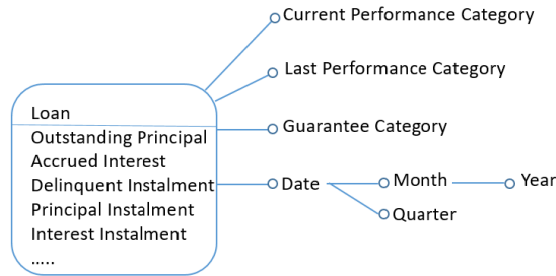 Current Performance Category
Last Performance Category
Loan
Outstanding Principal
Accrued Interest
Delinquent Instalment
Principal Instalment
Interest Instalment
.....
Guarantee Category
Date
Month
Year
Quarter